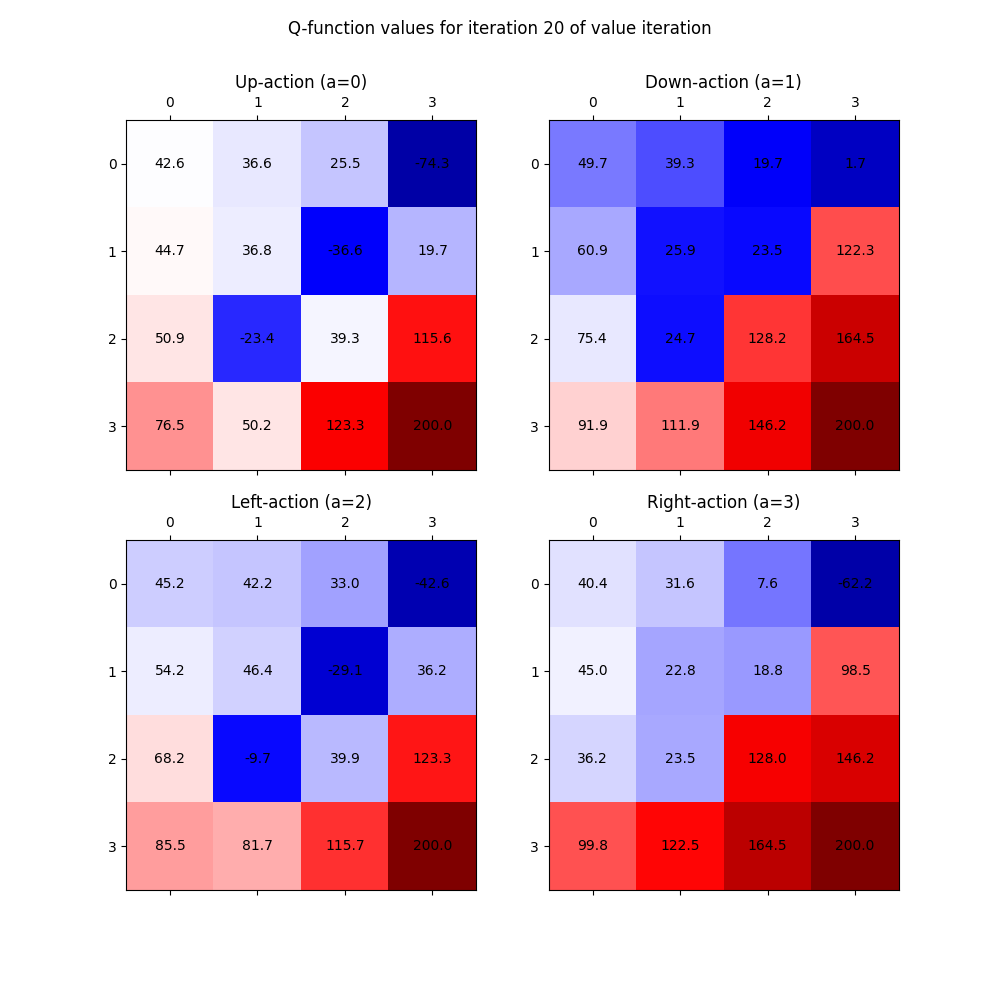 Q-function values for iteration 20 of value iteration
Up-action (a=0)
0 1 2 3
0 42.6 36.6 25.5 -74.3
1 44.7 36.8 -36.6 19.7
2 50.9 -23.4 39.3 115.6
3 76.5 50.2 123.3 200.0
Down-action (a=1)
0 1 2 3
0 49.7 39.3 19.7 1.7
1 60.9 25.9 23.5 122.3
2 75.4 24.7 128.2 164.5
3 91.9 111.9 146.2 200.0
Left-action (a=2)
0 1 2 3
0 45.2 42.2 33.0 -42.6
1 54.2 46.4 -29.1 36.2
2 68.2 -9.7 39.9 123.3
3 85.5 81.7 115.7 200.0
Right-action (a=3)
0 1 2 3
0 40.4 31.6 7.6 -62.2
1 45.0 22.8 18.8 98.5
2 36.2 23.5 128.0 146.2
3 99.8 122.5 164.5 200.0